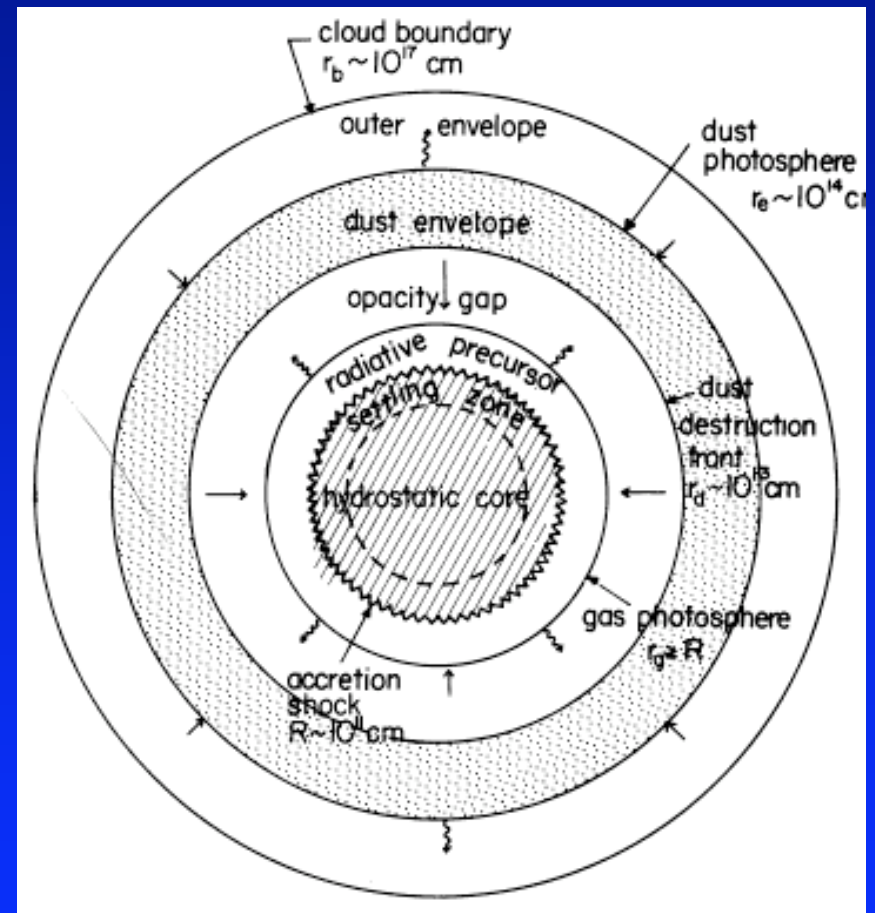 cloud boundary
r_b ~ 10^17 cm
outer envelope
dust
photosphere
r_e ~ 10^14 c
dust envelope
opacity gap
radiative precursor
settling zone
dust
destruction
front
r_d ~ 10^13 cm
hydrostatic core
gas photosphere
r_g ≳ R
accretion
shock
R ~ 10^11 cm